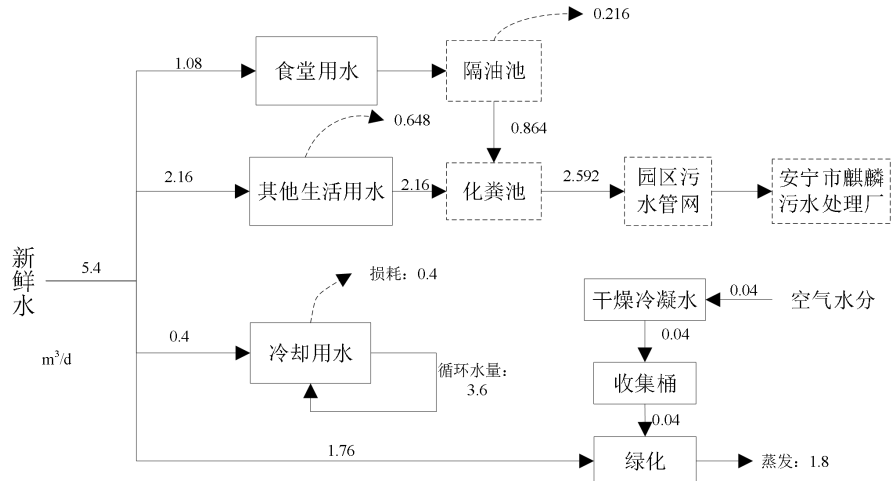 0.216
1.08
食堂用水
隔油池
0.648
0.864
2.16
其他生活用水
2.16
化粪池
2.592
园区污
水管网
安宁市麒麟
污水处理厂
新
鲜
水
5.4
m³/d
损耗：0.4
0.4
冷却用水
循环水量：
3.6
干燥冷凝水
0.04
空气水分
0.04
收集桶
0.04
1.76
绿化
蒸发：1.8